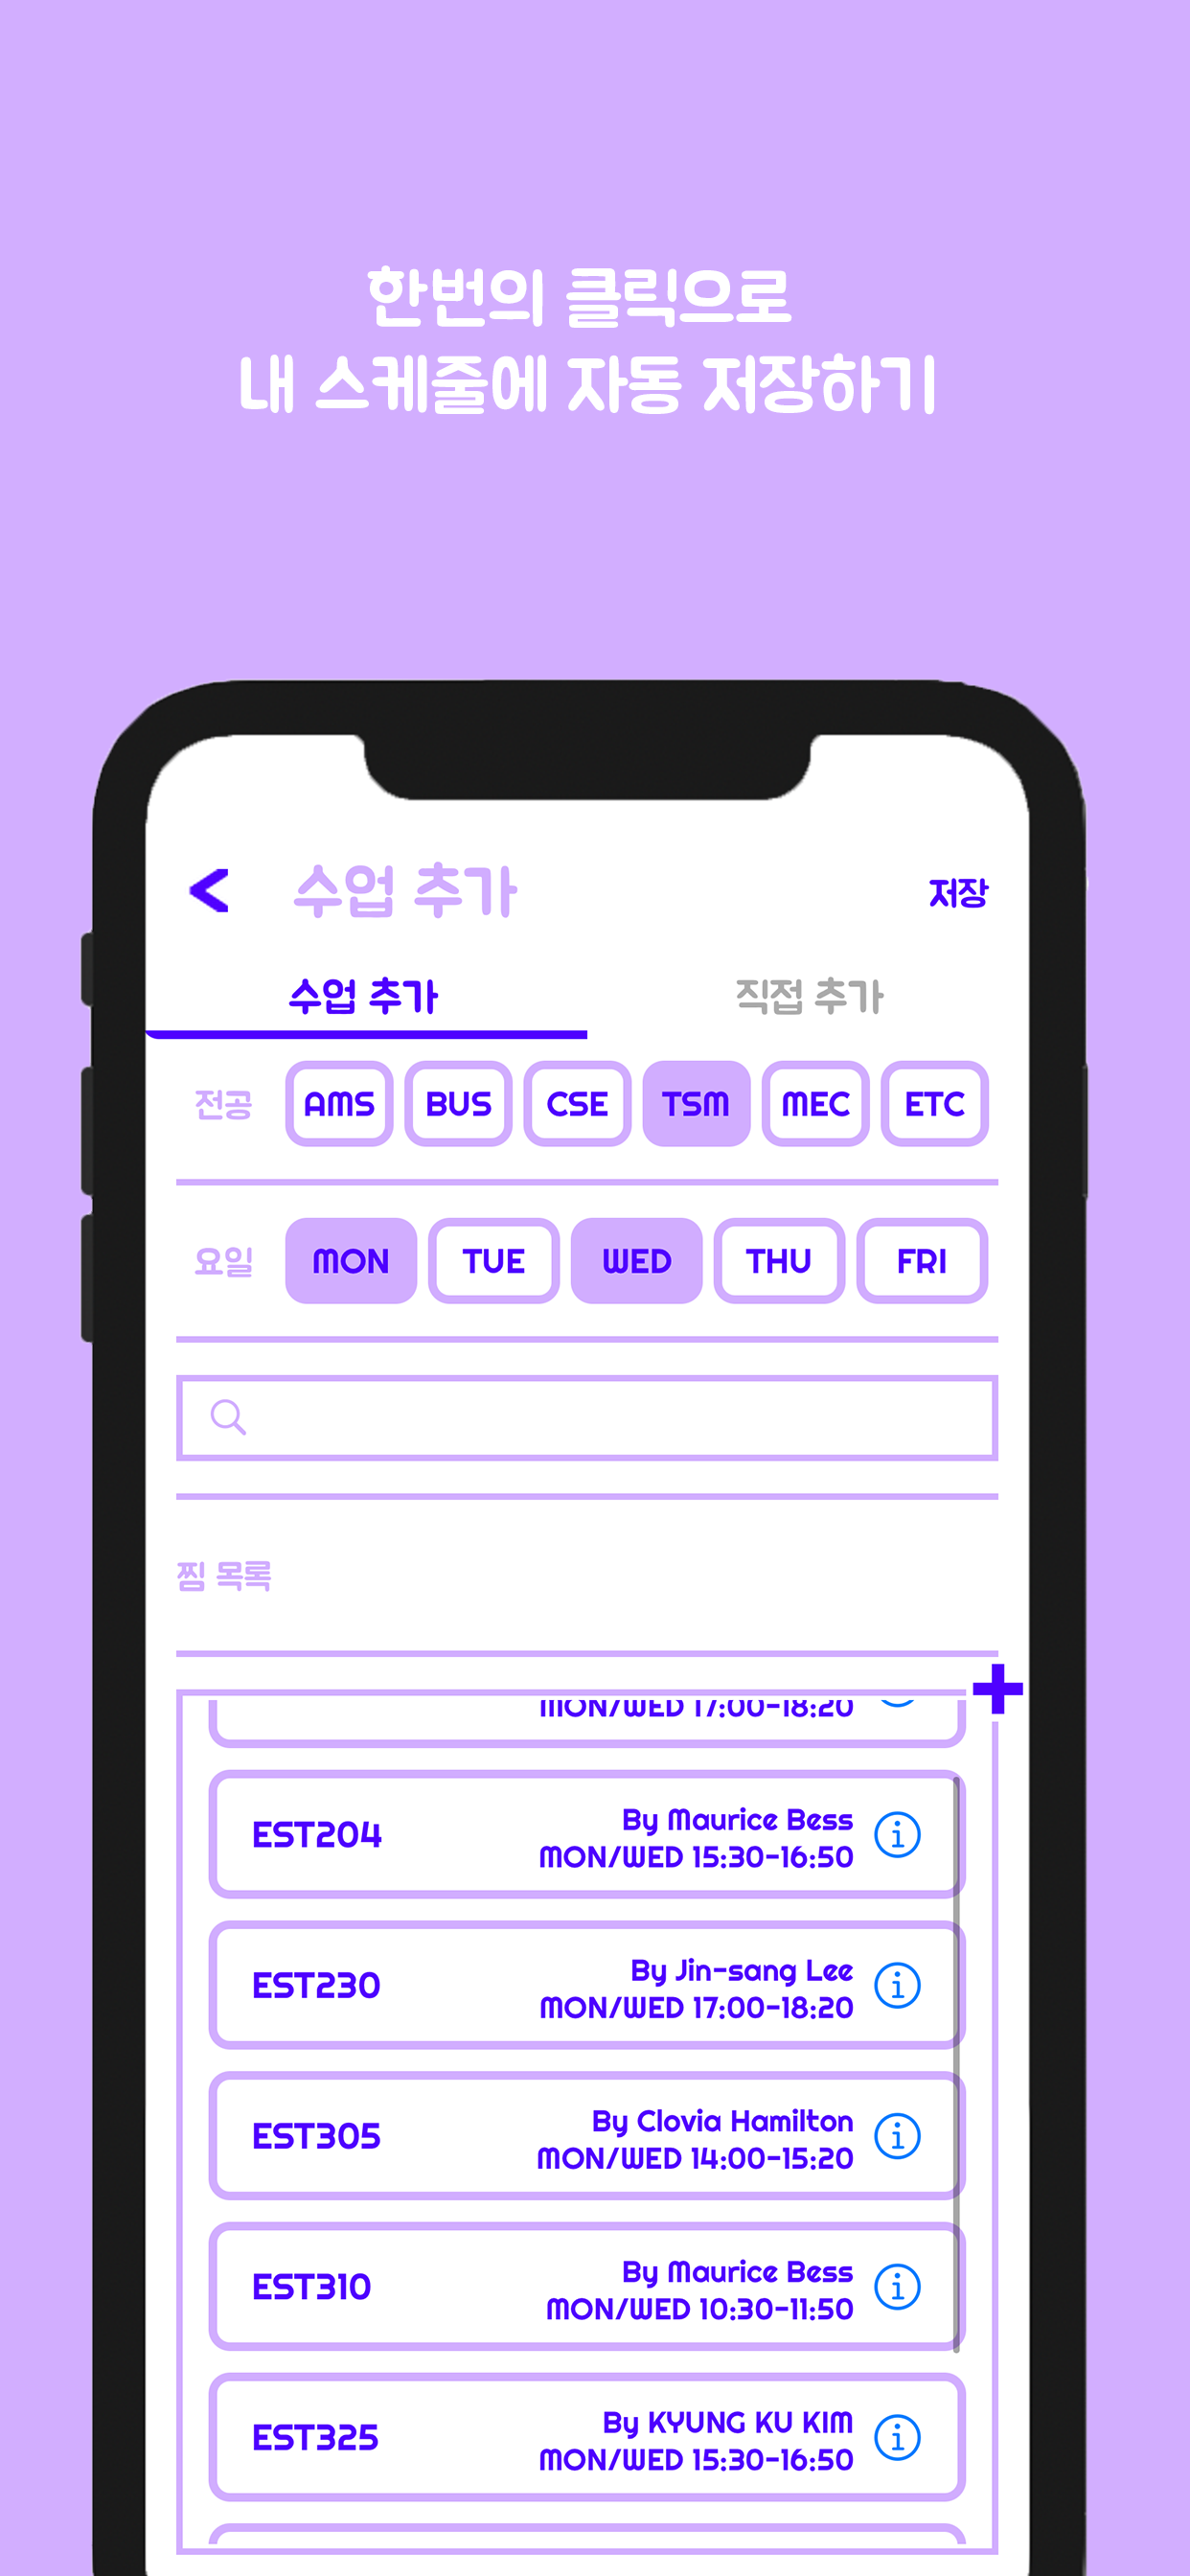 한번의 클릭으로
내 스케줄에 자동 저장하기
수업 추가
저장
수업 추가 직접 추가
전공 AMS BUS CSE TSM MEC ETC
요일 MON TUE WED THU FRI
찜 목록
MON/WED 17:00-18:20
EST204
By Maurice Bess
MON/WED 15:30-16:50
EST230
By Jin-sang Lee
MON/WED 17:00-18:20
EST305
By Clovia Hamilton
MON/WED 14:00-15:20
EST310
By Maurice Bess
MON/WED 10:30-11:50
EST325
By KYUNG KU KIM
MON/WED 15:30-16:50